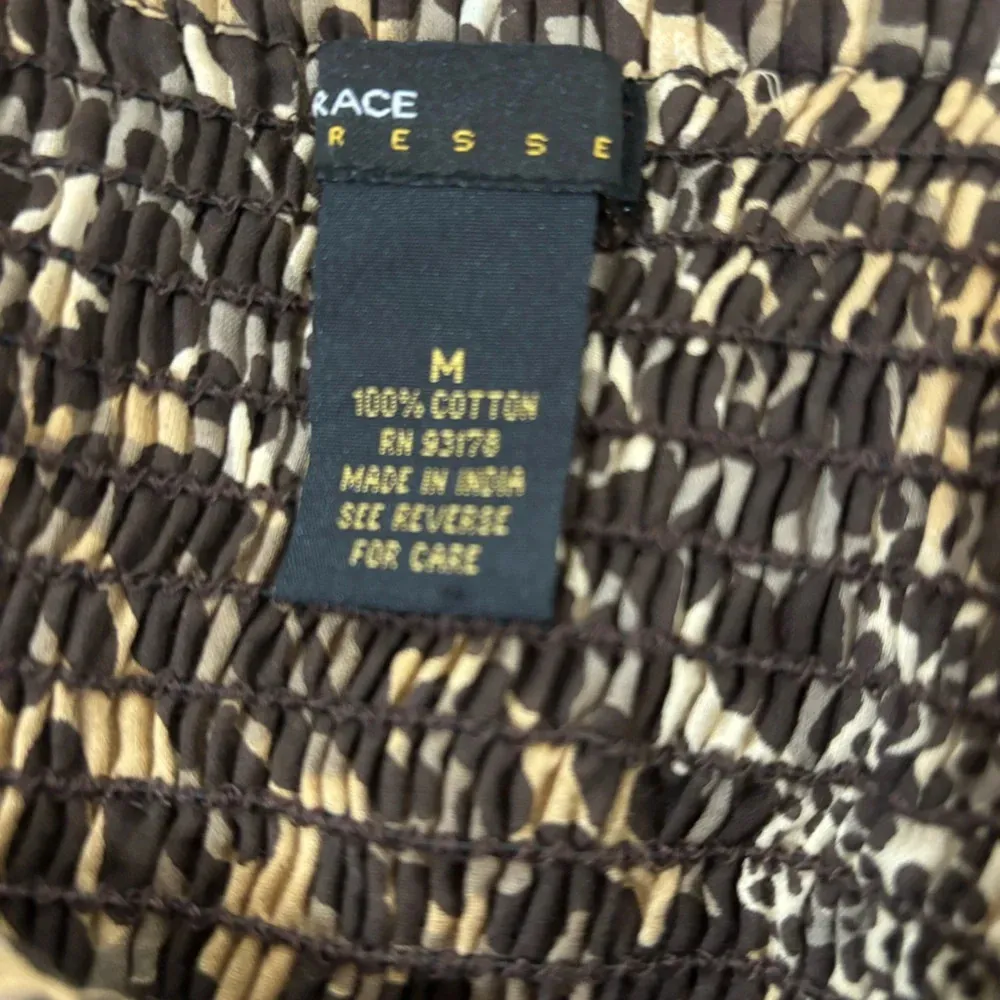 RACE
R E S S E
M
100% COTTON
RN 93178
MADE IN INDIA
SEE REVERSE
FOR CARE